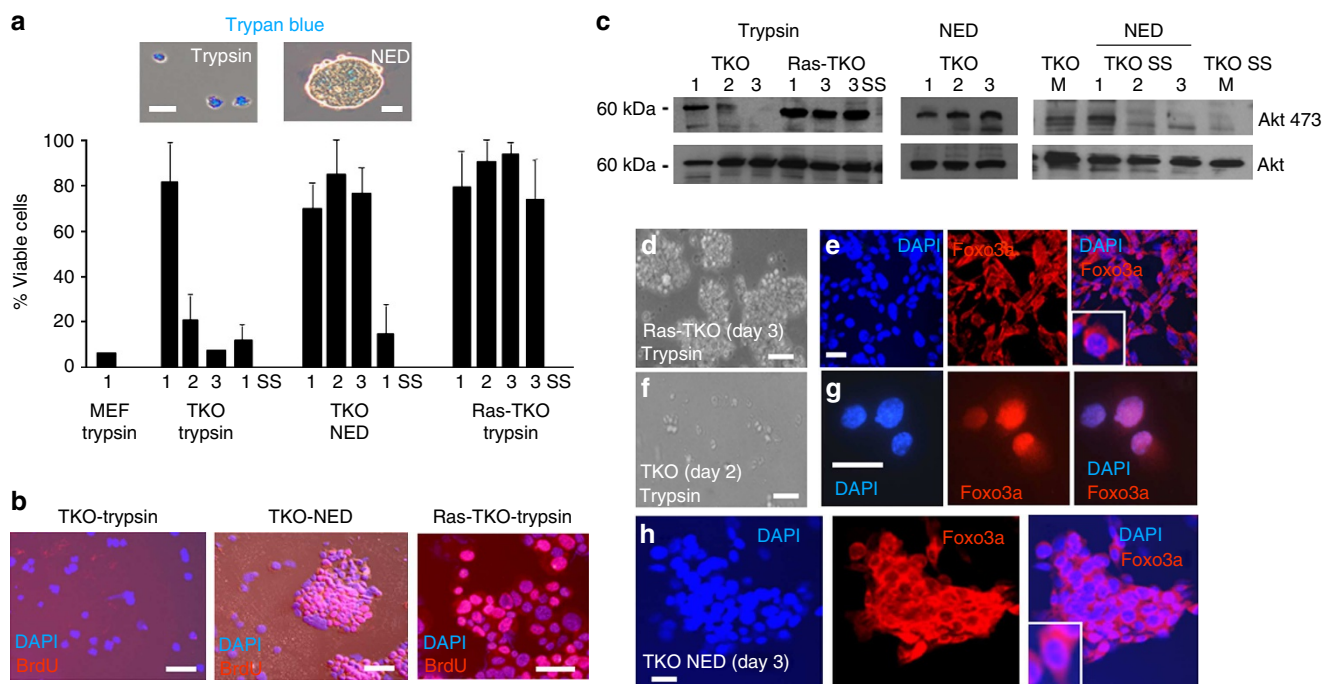 a
Trypan blue
Trypsin
NED
% Viable cells
100
80
60
40
20
0
1 1 2 3 1 SS 1 2 3 1 SS 1 2 3 3 SS
MEF trypsin
TKO trypsin
TKO NED
Ras-TKO trypsin
b
TKO-trypsin
DAPI
BrdU
TKO-NED
DAPI
BrdU
Ras-TKO-trypsin
DAPI
BrdU
c
Trypsin NED NED
TKO Ras-TKO TKO TKO TKO SS TKO SS
1 2 3 1 3 3 SS 1 2 3 M 1 2 3 M
60 kDa -
Akt 473
60 kDa -
Akt
d
Ras-TKO (day 3)
Trypsin
e
DAPI
Foxo3a
DAPI
Foxo3a
f
TKO (day 2)
Trypsin
g
DAPI
Foxo3a
DAPI
Foxo3a
h
DAPI
TKO NED (day 3)
Foxo3a
DAPI
Foxo3a